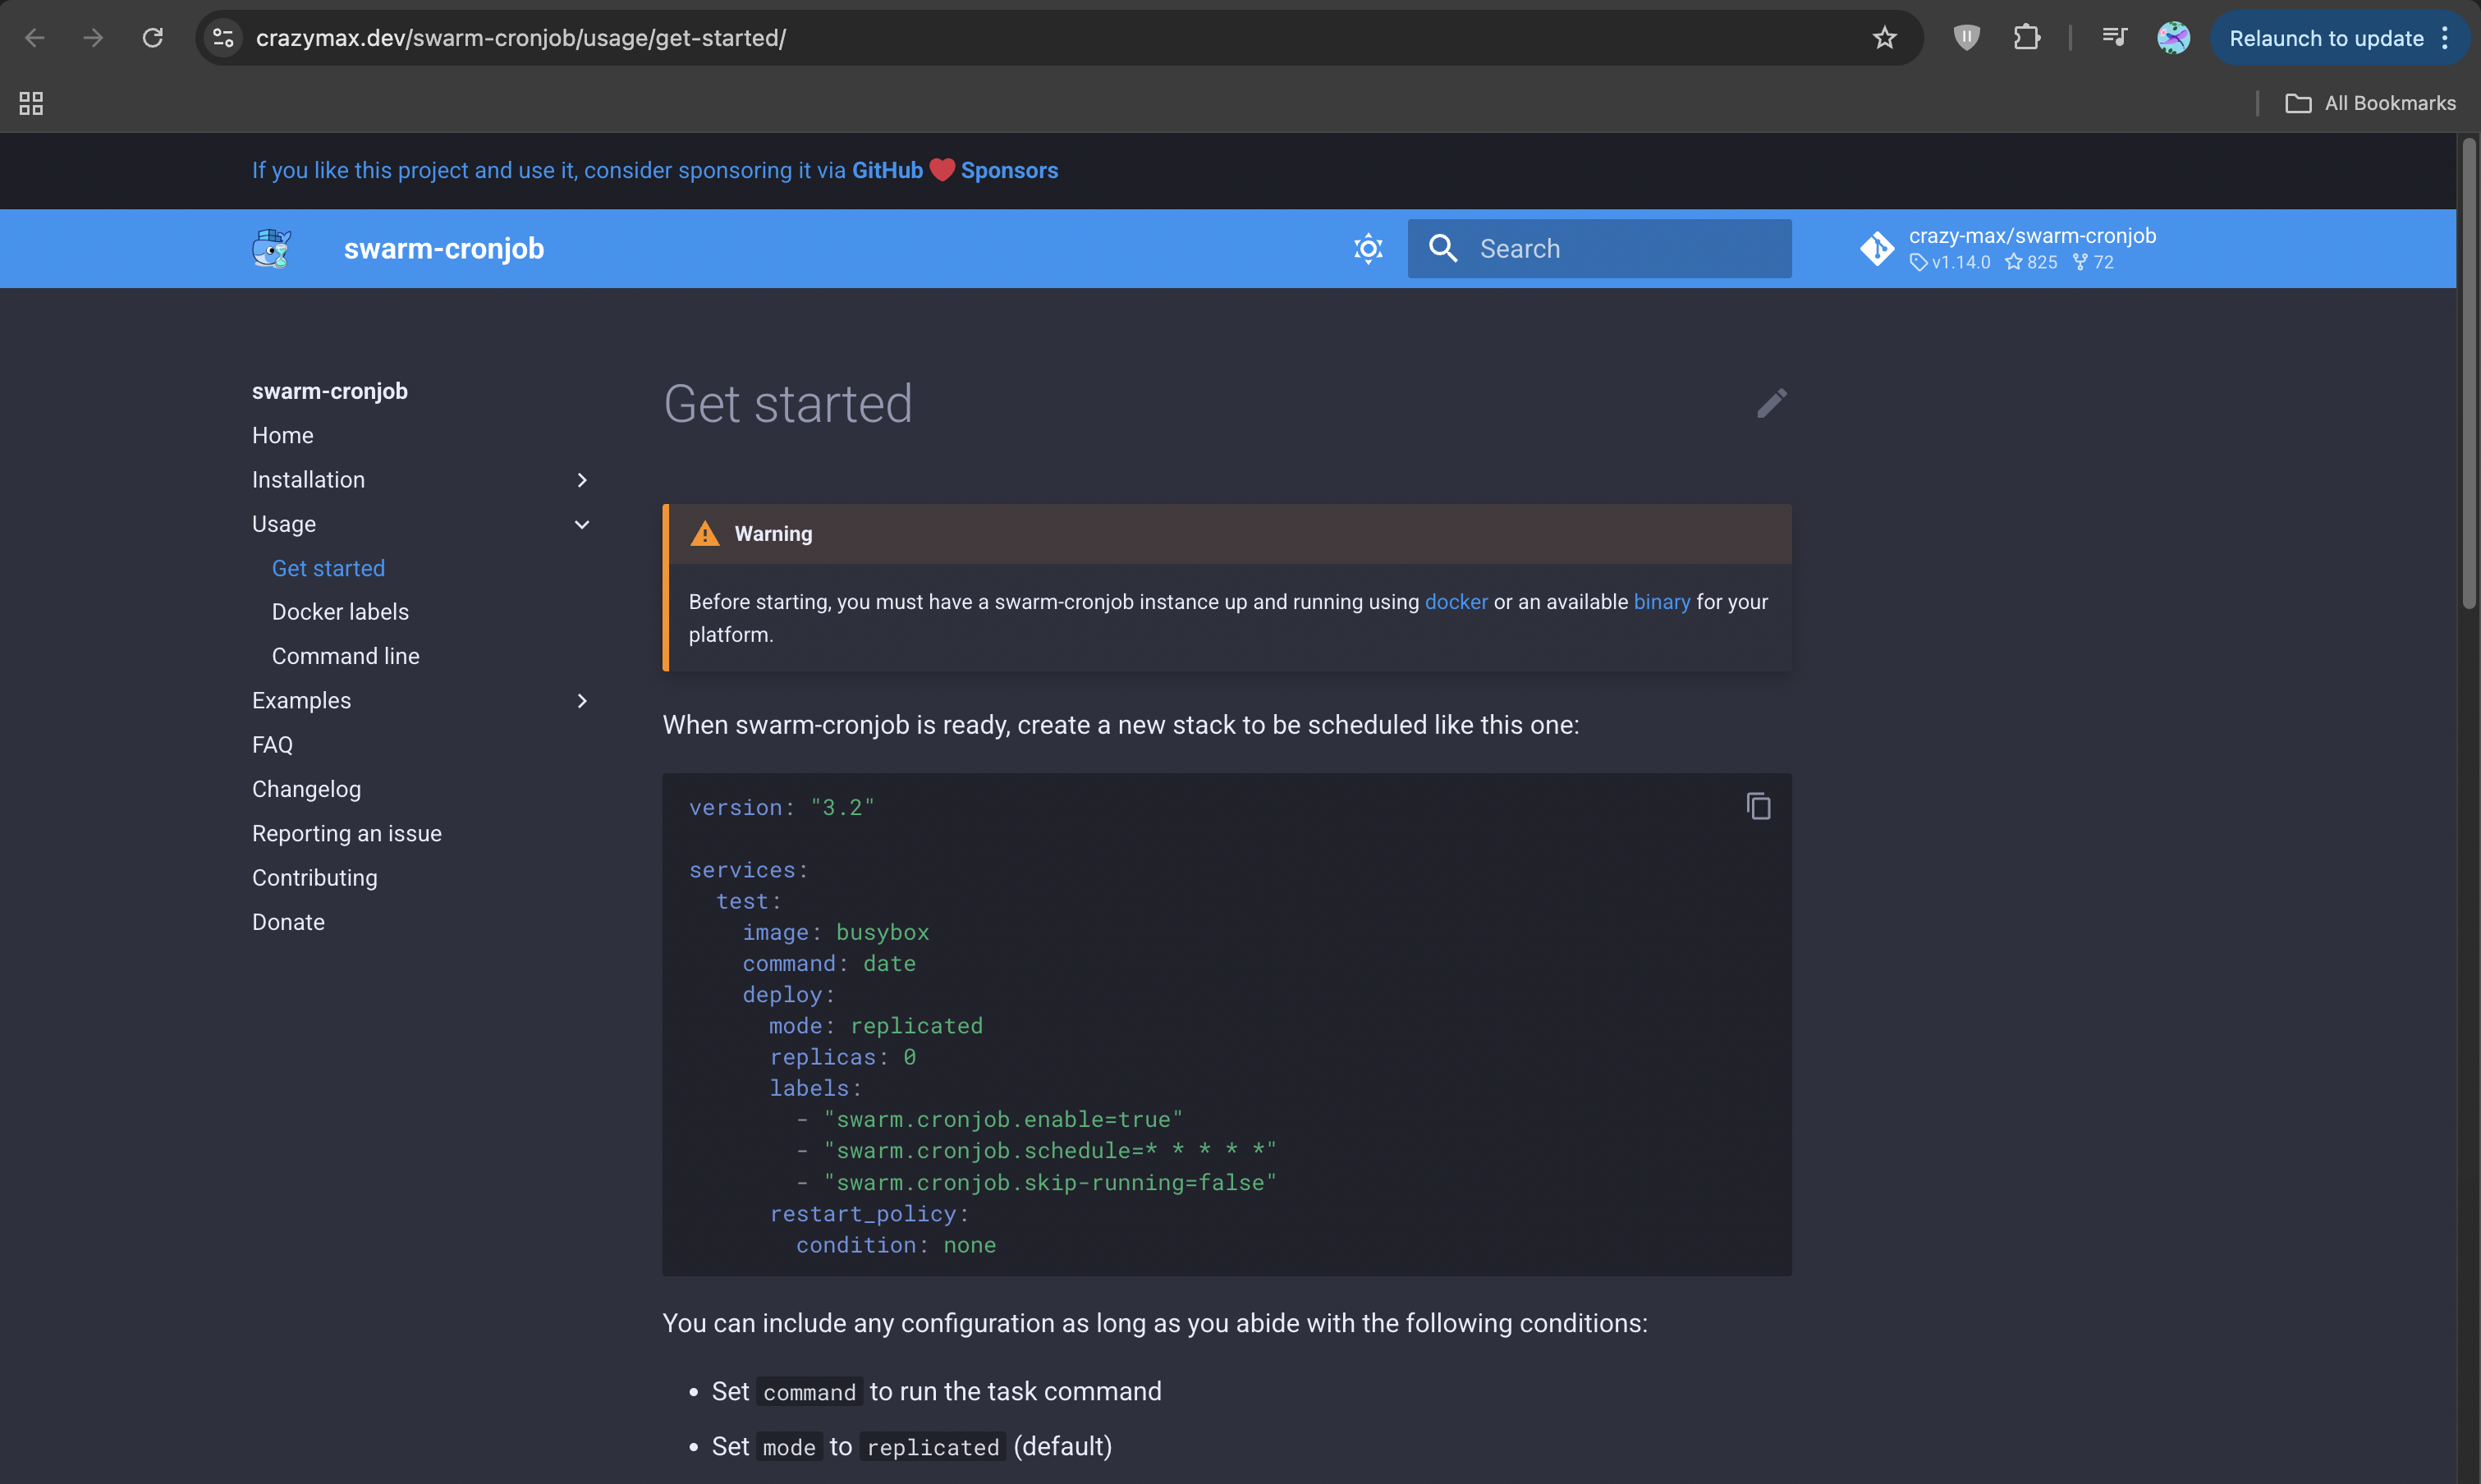 crazymax.dev/swarm-cronjob/usage/get-started/
Relaunch to update
All Bookmarks
If you like this project and use it, consider sponsoring it via GitHub ❤️ Sponsors
swarm-cronjob
Search
crazy-max/swarm-cronjob
v1.14.0 825 72
swarm-cronjob
Home
Installation
Usage
Get started
Docker labels
Command line
Examples
FAQ
Changelog
Reporting an issue
Contributing
Donate
Get started
Warning
Before starting, you must have a swarm-cronjob instance up and running using docker or an available binary for your
platform.
When swarm-cronjob is ready, create a new stack to be scheduled like this one:
version: "3.2"
services:
  test:
    image: busybox
    command: date
    deploy:
      mode: replicated
      replicas: 0
      labels:
        - "swarm.cronjob.enable=true"
        - "swarm.cronjob.schedule=* * * * *"
        - "swarm.cronjob.skip-running=false"
      restart_policy:
        condition: none
You can include any configuration as long as you abide with the following conditions:
• Set command to run the task command
• Set mode to replicated (default)